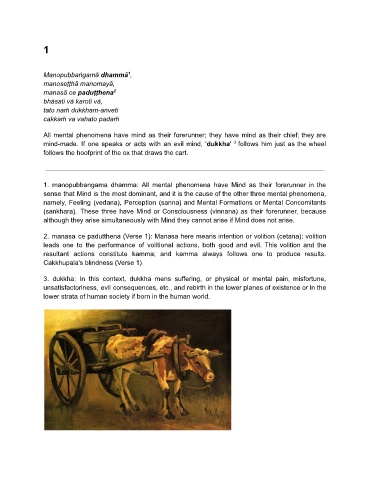 1
Manopubbaṅgamā dhammā¹,
manoseṭṭhā manomayā,
manasā ce paduṭṭhena²
bhāsati vā karoti vā,
tato naṁ dukkham-anveti
cakkaṁ va vahato padaṁ
All mental phenomena have mind as their forerunner; they have mind as their chief; they are
mind-made. If one speaks or acts with an evil mind, 'dukkha' ³ follows him just as the wheel
follows the hoofprint of the ox that draws the cart.
1. manopubbangama dhamma: All mental phenomena have Mind as their forerunner in the
sense that Mind is the most dominant, and it is the cause of the other three mental phenomena,
namely, Feeling (vedana), Perception (sanna) and Mental Formations or Mental Concomitants
(sankhara). These three have Mind or Consciousness (vinnana) as their forerunner, because
although they arise simultaneously with Mind they cannot arise if Mind does not arise.
2. manasa ce padutthena (Verse 1): Manasa here means intention or volition (cetana); volition
leads one to the performance of volitional actions, both good and evil. This volition and the
resultant actions constitute kamma; and kamma always follows one to produce results.
Cakkhupala's blindness (Verse 1)
3. dukkha: In this context, dukkha means suffering, or physical or mental pain, misfortune,
unsatisfactoriness, evil consequences, etc., and rebirth in the lower planes of existence or in the
lower strata of human society if born in the human world.